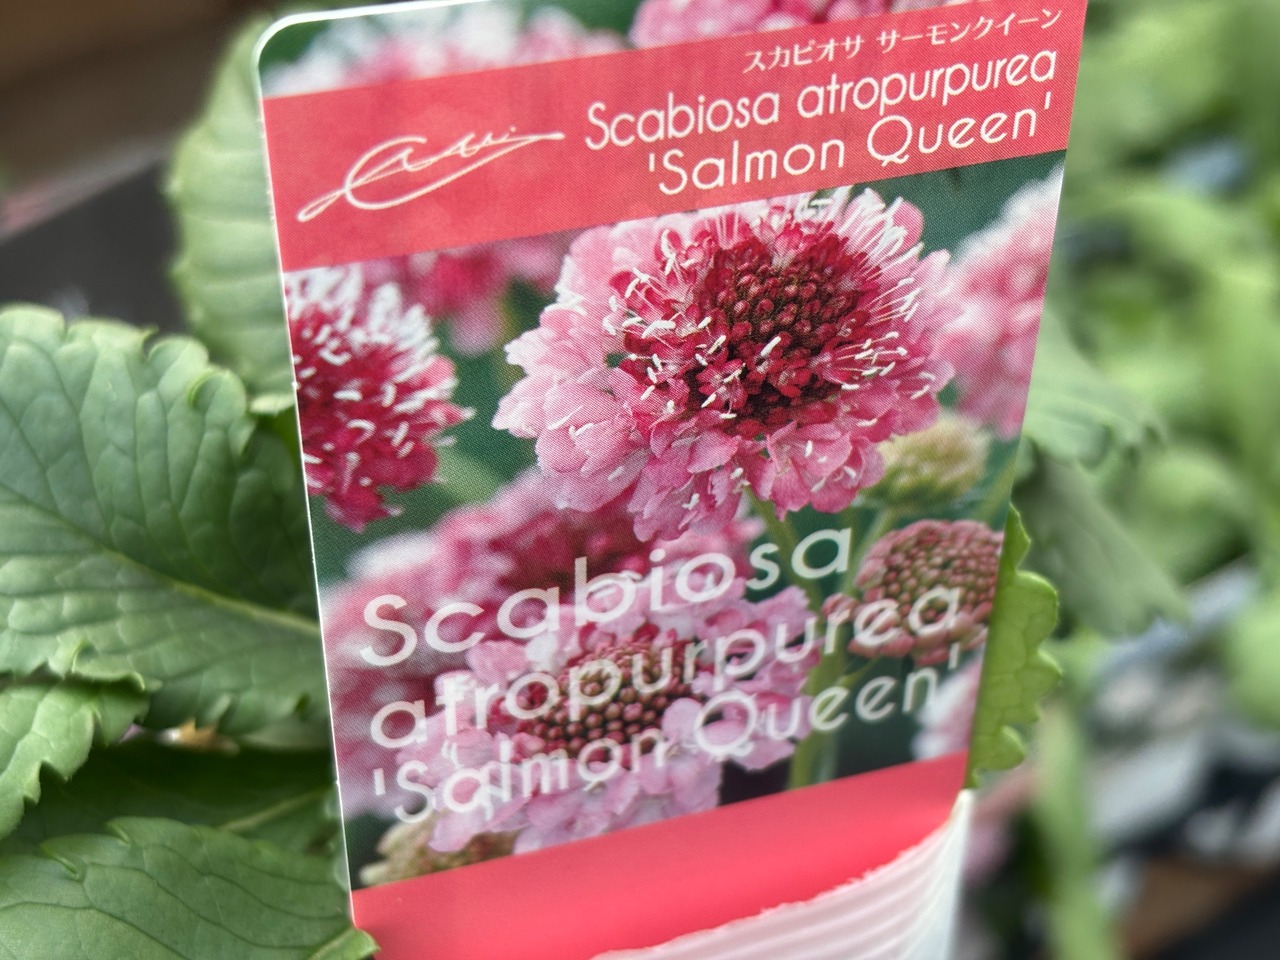 スカビオサ サーモンクイーン
Scabiosa atropurpurea
'Salmon Queen'
Scabiosa
atropurpurea
'Salmon Queen'